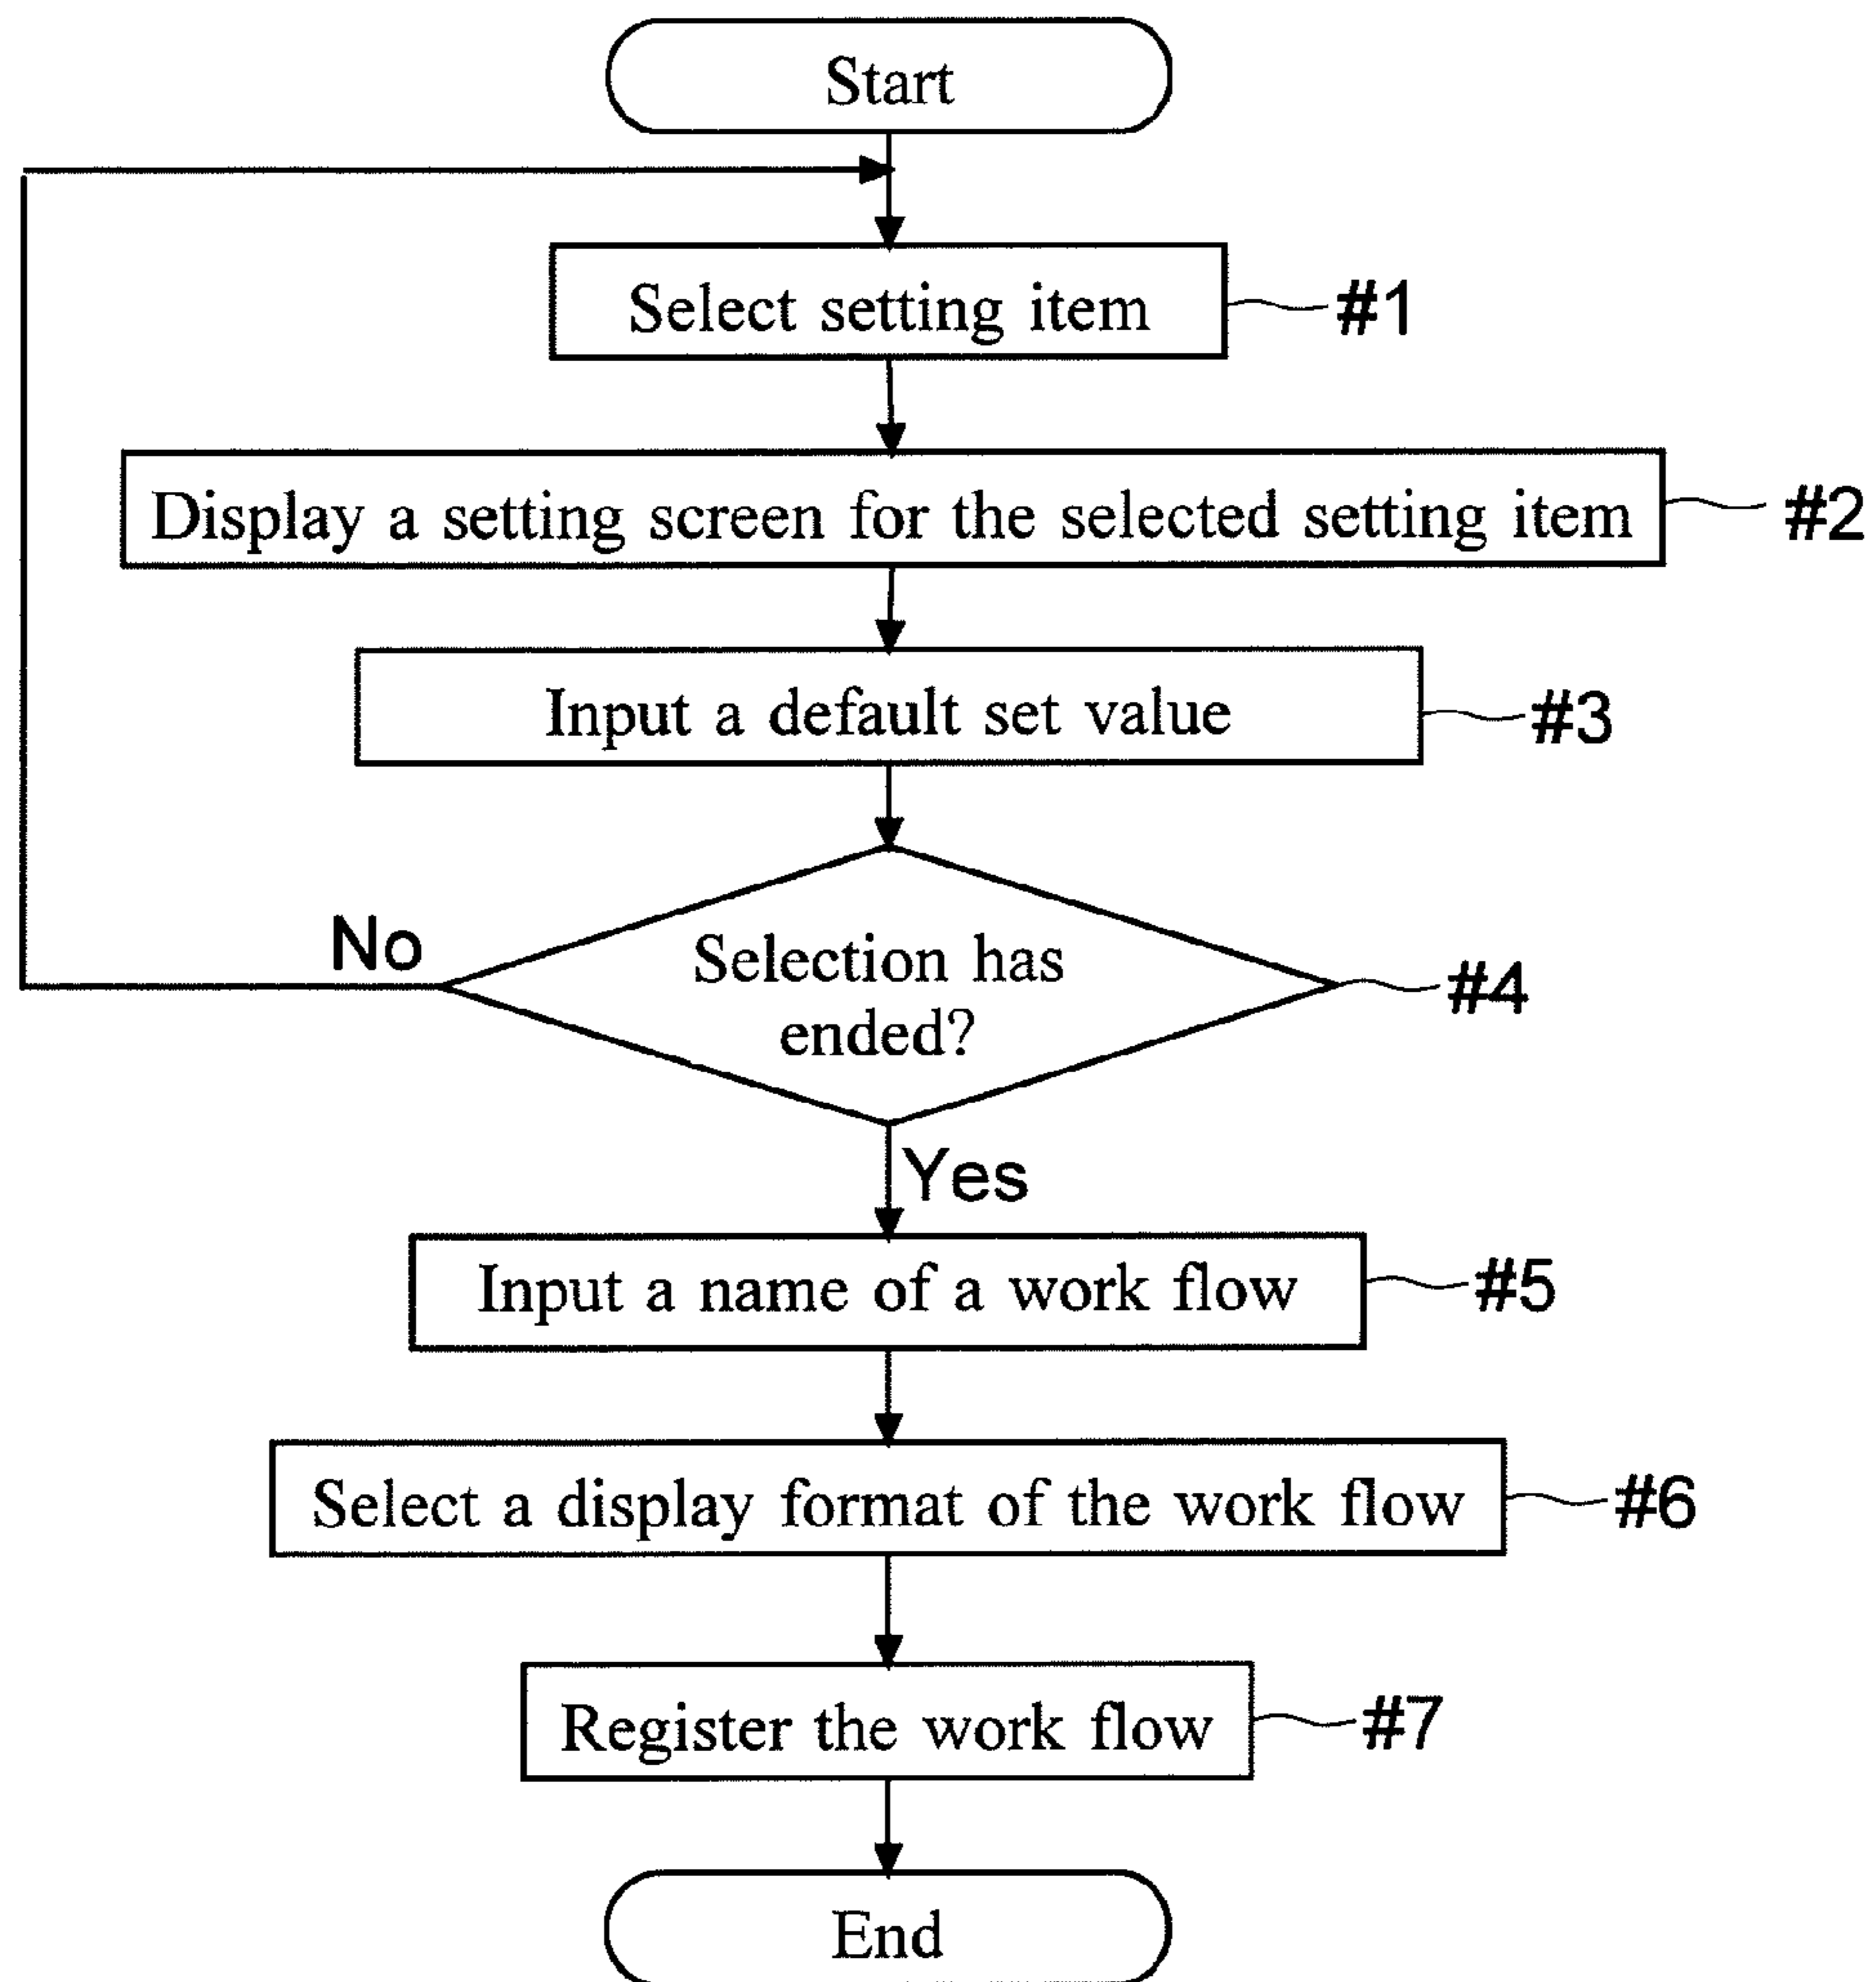 Start
Select setting item
#1
Display a setting screen for the selected setting item
#2
Input a default set value
#3
No
Selection has
ended?
#4
Yes
Input a name of a work flow
#5
Select a display format of the work flow
#6
Register the work flow
#7
End